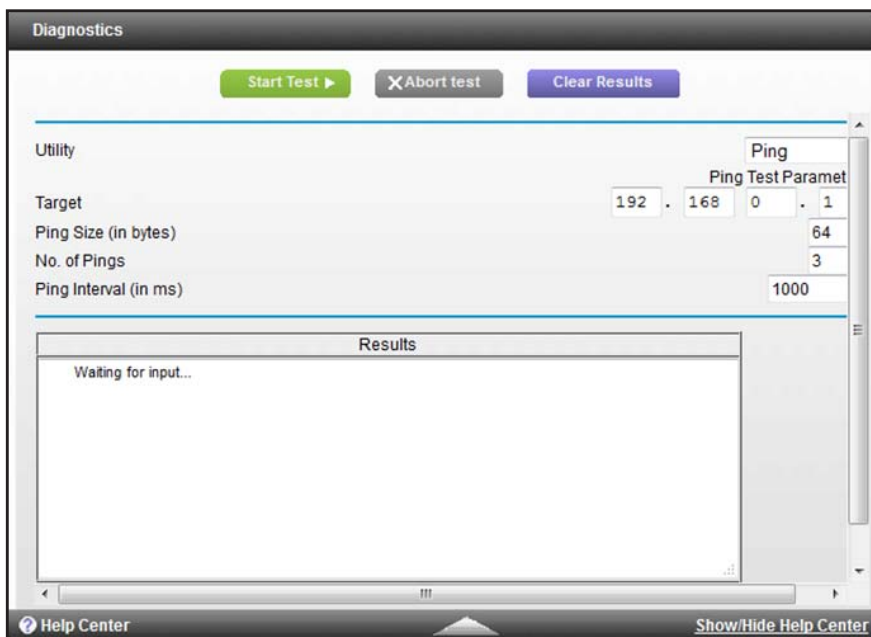 Diagnostics
Start Test Abort test Clear Results
Utility Ping
Ping Test Paramet
Target 192 . 168 0 . 1
Ping Size (in bytes) 64
No. of Pings 3
Ping Interval (in ms) 1000
Results
Waiting for input...
Help Center Show/Hide Help Center